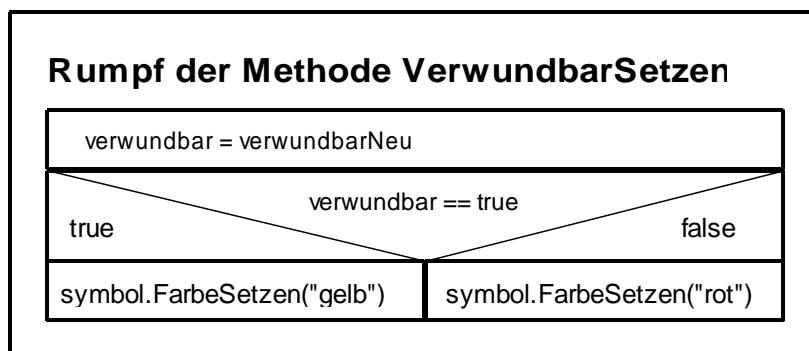 Rumpf der Methode VerwundbarSetzen
verwundbar = verwundbarNeu
verwundbar == true
true
false
symbol.FarbeSetzen("gelb")
symbol.FarbeSetzen("rot")